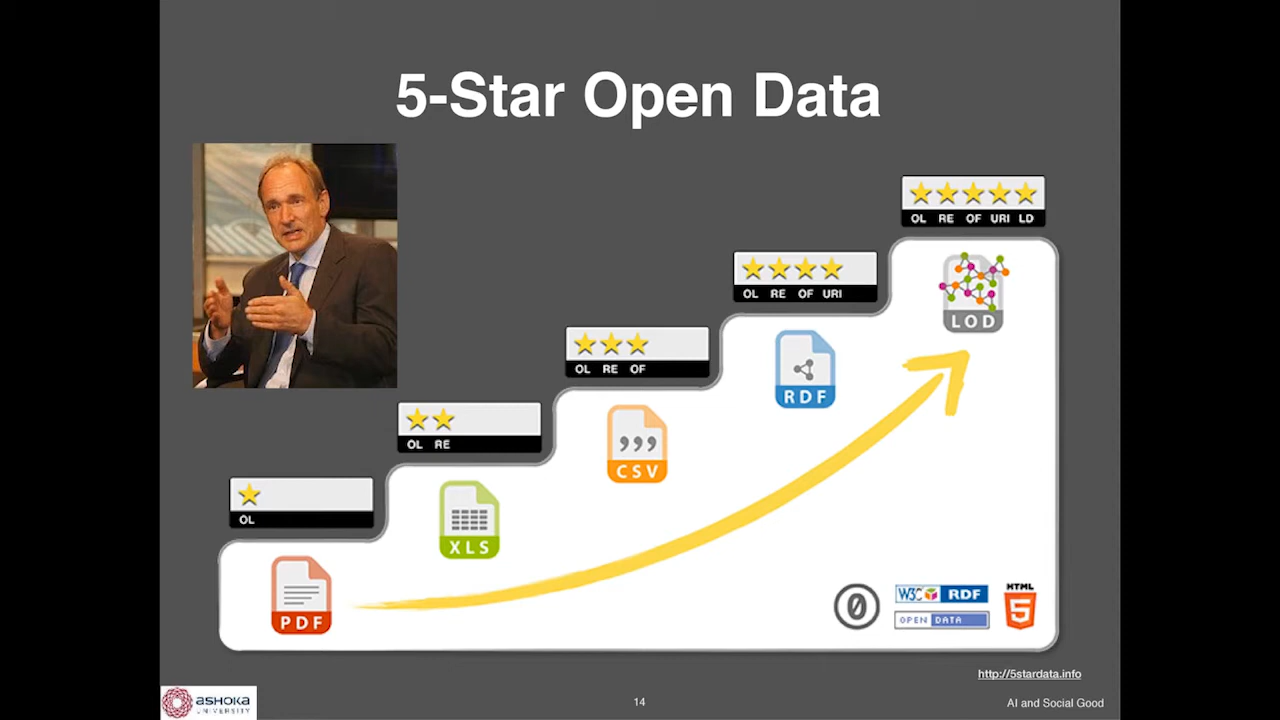 5-Star Open Data
OL RE OF URI LD
OL RE OF URI
LOD
OL RE OF
RDF
OL RE
CSV
OL
XLS
PDF
0
W3C RDF
OPEN DATA
HTML
5
http://5stardata.info
ASHOKA
UNIVERSITY
14
AI and Social Good